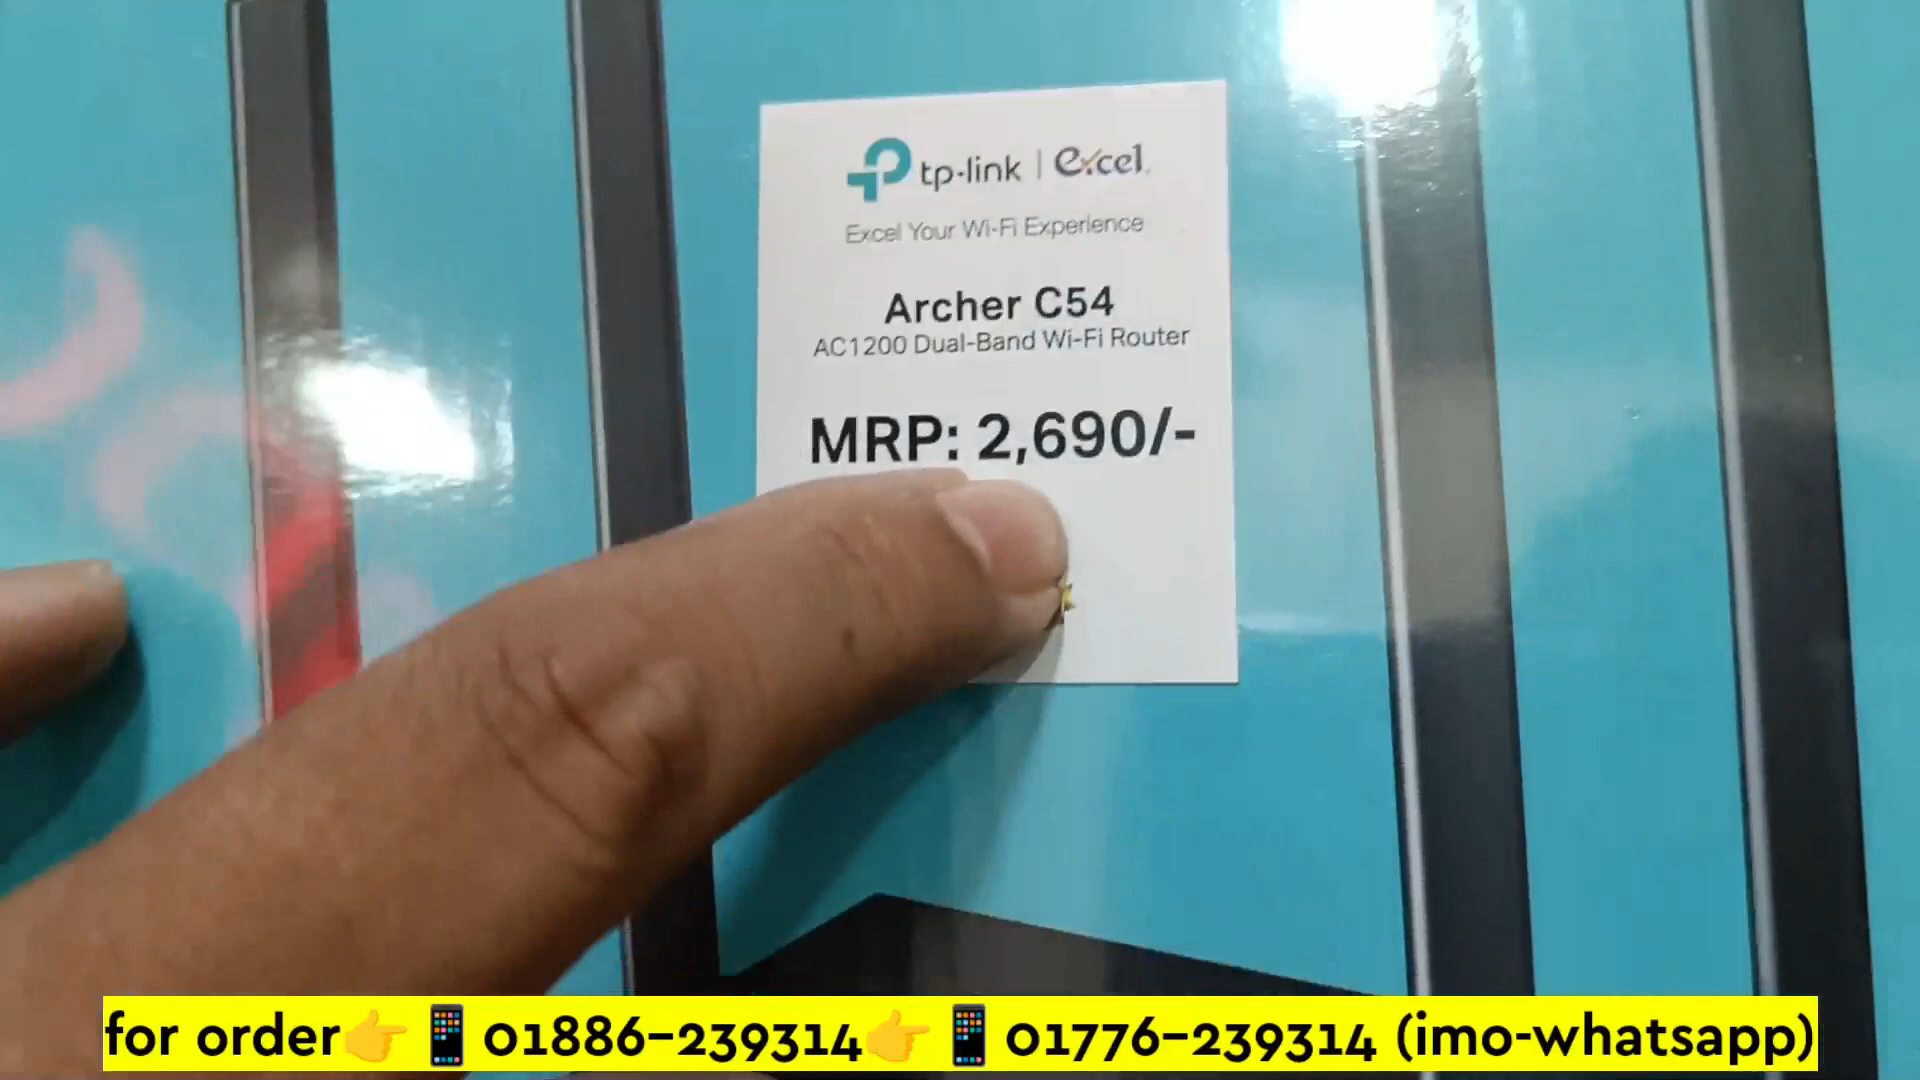 tp-link | excel
Excel Your Wi-Fi Experience
Archer C54
AC1200 Dual-Band Wi-Fi Router
MRP: 2,690/-
for order👉📱01886-239314👉📱01776-239314 (imo-whatsapp)